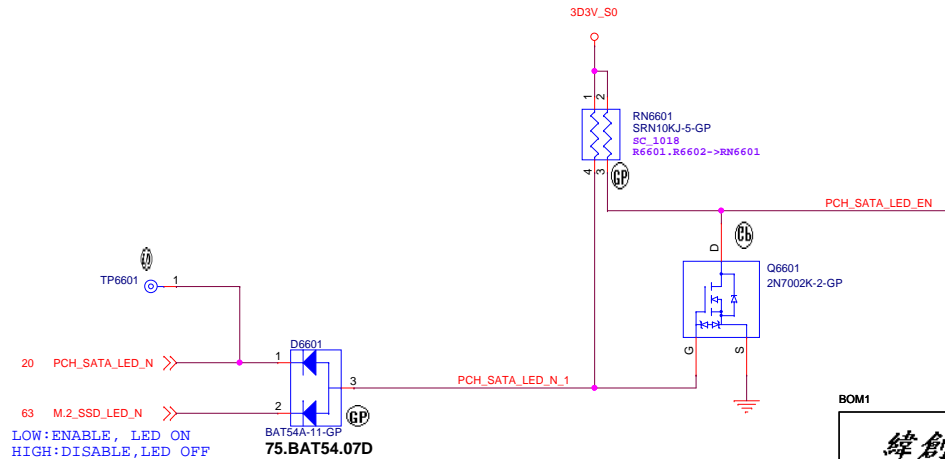 3D3V_S0
1 2
RN6601
SRN10KJ-5-GP
SC_1018
R6601.R6602->RN6601
4 3
GP
PCH_SATA_LED_EN
D
Q6601
2N7002K-2-GP
G S
TP6601 1
D6601
20 PCH_SATA_LED_N 1
3 PCH_SATA_LED_N_1
63 M.2_SSD_LED_N 2
GP
BAT54A-11-GP
75.BAT54.07D
LOW:ENABLE, LED ON
HIGH:DISABLE,LED OFF
BOM1
緯創